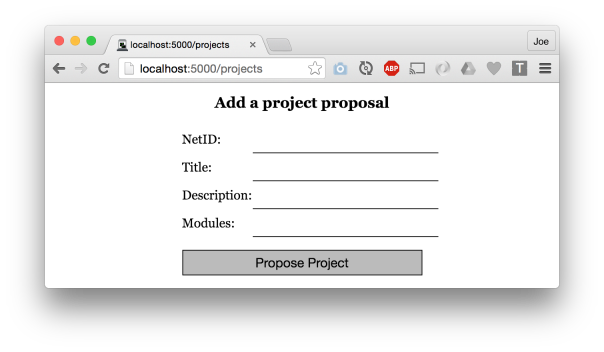 localhost:5000/projects
Joe
localhost:5000/projects
ABP
T
Add a project proposal
NetID:
Title:
Description:
Modules:
Propose Project